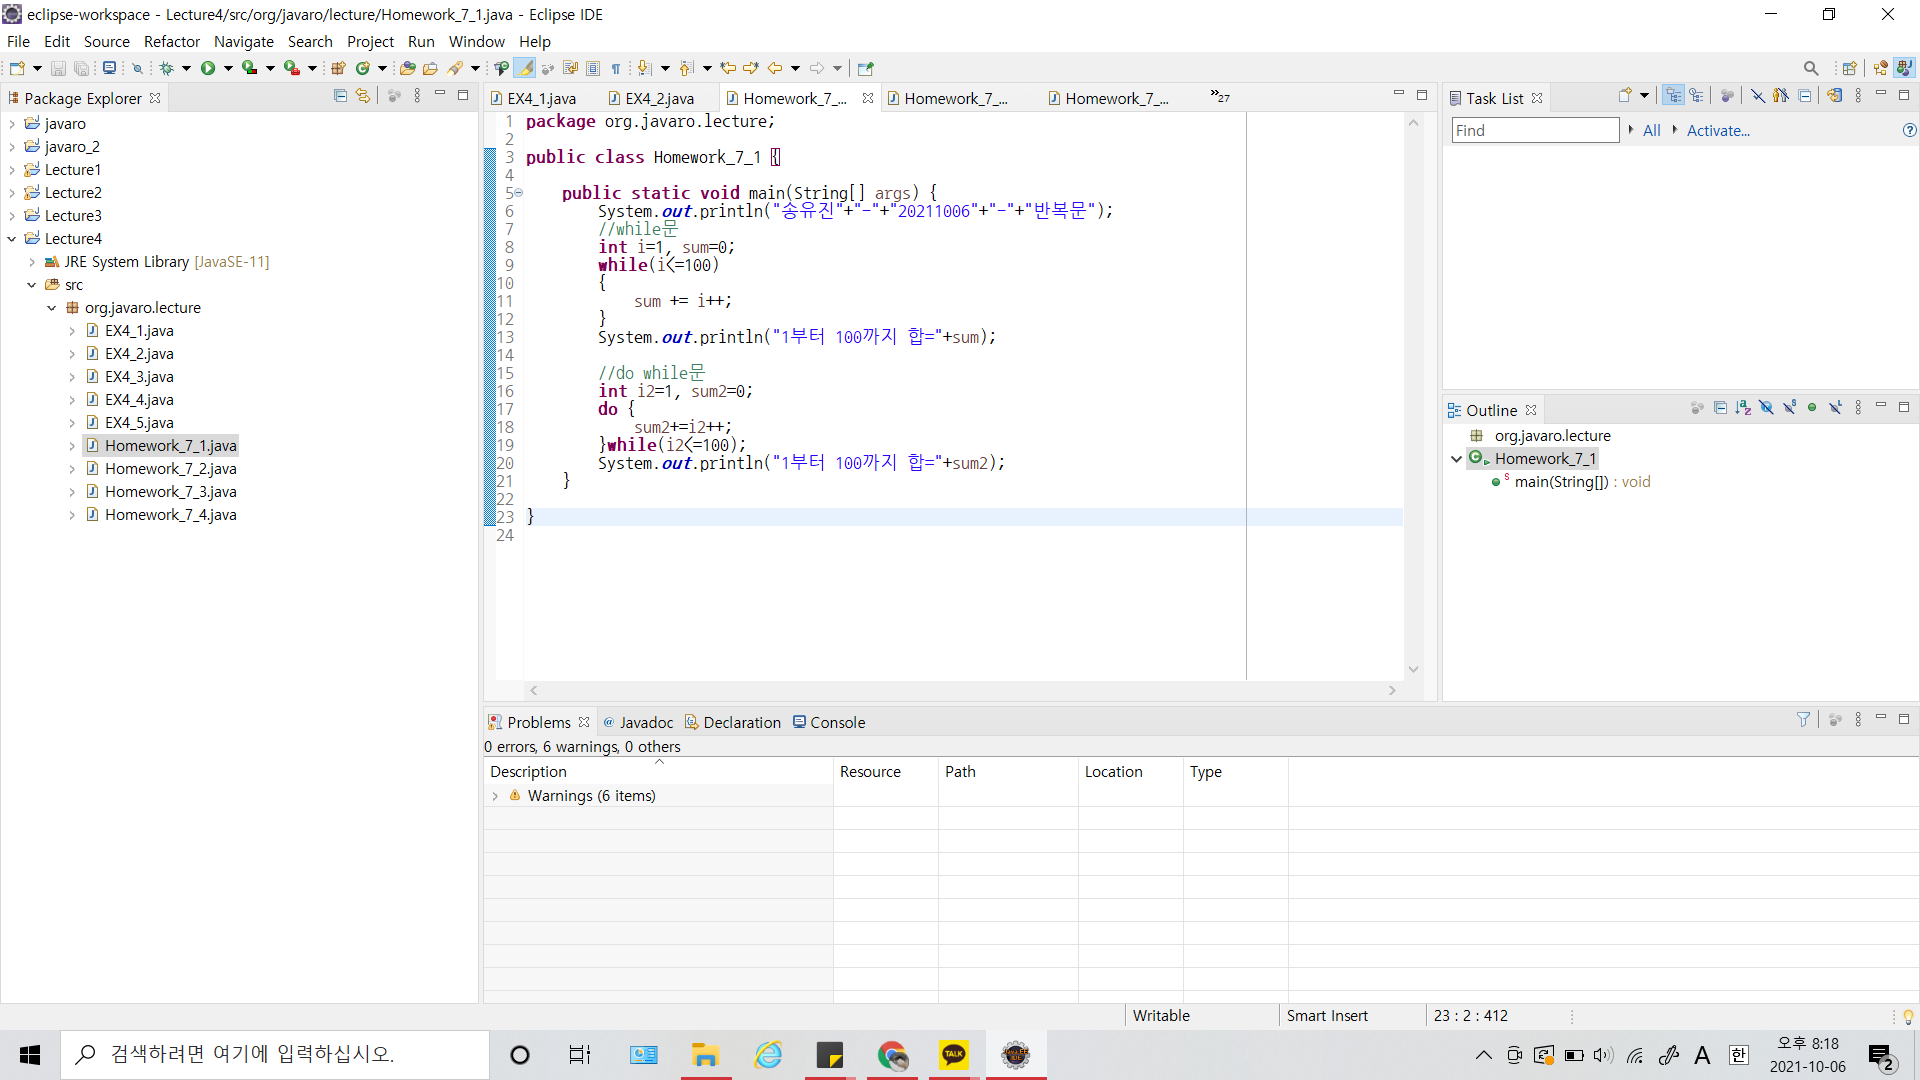 eclipse-workspace - Lecture4/src/org/javaro/lecture/Homework_7_1.java - Eclipse IDE
File Edit Source Refactor Navigate Search Project Run Window Help
Package Explorer
javaro
javaro_2
Lecture1
Lecture2
Lecture3
Lecture4
JRE System Library [JavaSE-11]
src
org.javaro.lecture
EX4_1.java
EX4_2.java
EX4_3.java
EX4_4.java
EX4_5.java
Homework_7_1.java
Homework_7_2.java
Homework_7_3.java
Homework_7_4.java
EX4_1.java EX4_2.java Homework_7_... Homework_7_... Homework_7_... »27
1 package org.javaro.lecture;
2
3 public class Homework_7_1 {
4
5 public static void main(String[] args) {
6 System.out.println("송유진"+"-"+"20211006"+"-"+"반복문");
7 //while문
8 int i=1, sum=0;
9 while(i<=100)
10 {
11 sum += i++;
12 }
13 System.out.println("1부터 100까지 합="+sum);
14
15 //do while문
16 int i2=1, sum2=0;
17 do {
18 sum2+=i2++;
19 }while(i2<=100);
20 System.out.println("1부터 100까지 합="+sum2);
21 }
22
23 }
24
Task List
Find All Activate...
Outline
org.javaro.lecture
Homework_7_1
main(String[]) : void
Problems Javadoc Declaration Console
0 errors, 6 warnings, 0 others
Description Resource Path Location Type
Warnings (6 items)
Writable Smart Insert 23 : 2 : 412
검색하려면 여기에 입력하십시오.
TALK
A 한
오후 8:18
2021-10-06
2